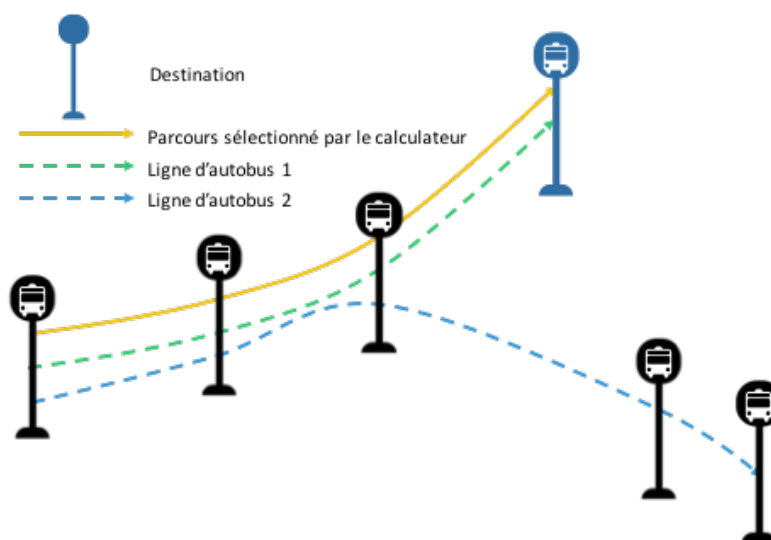 Destination
Parcours sélectionné par le calculateur
Ligne d'autobus 1
Ligne d'autobus 2